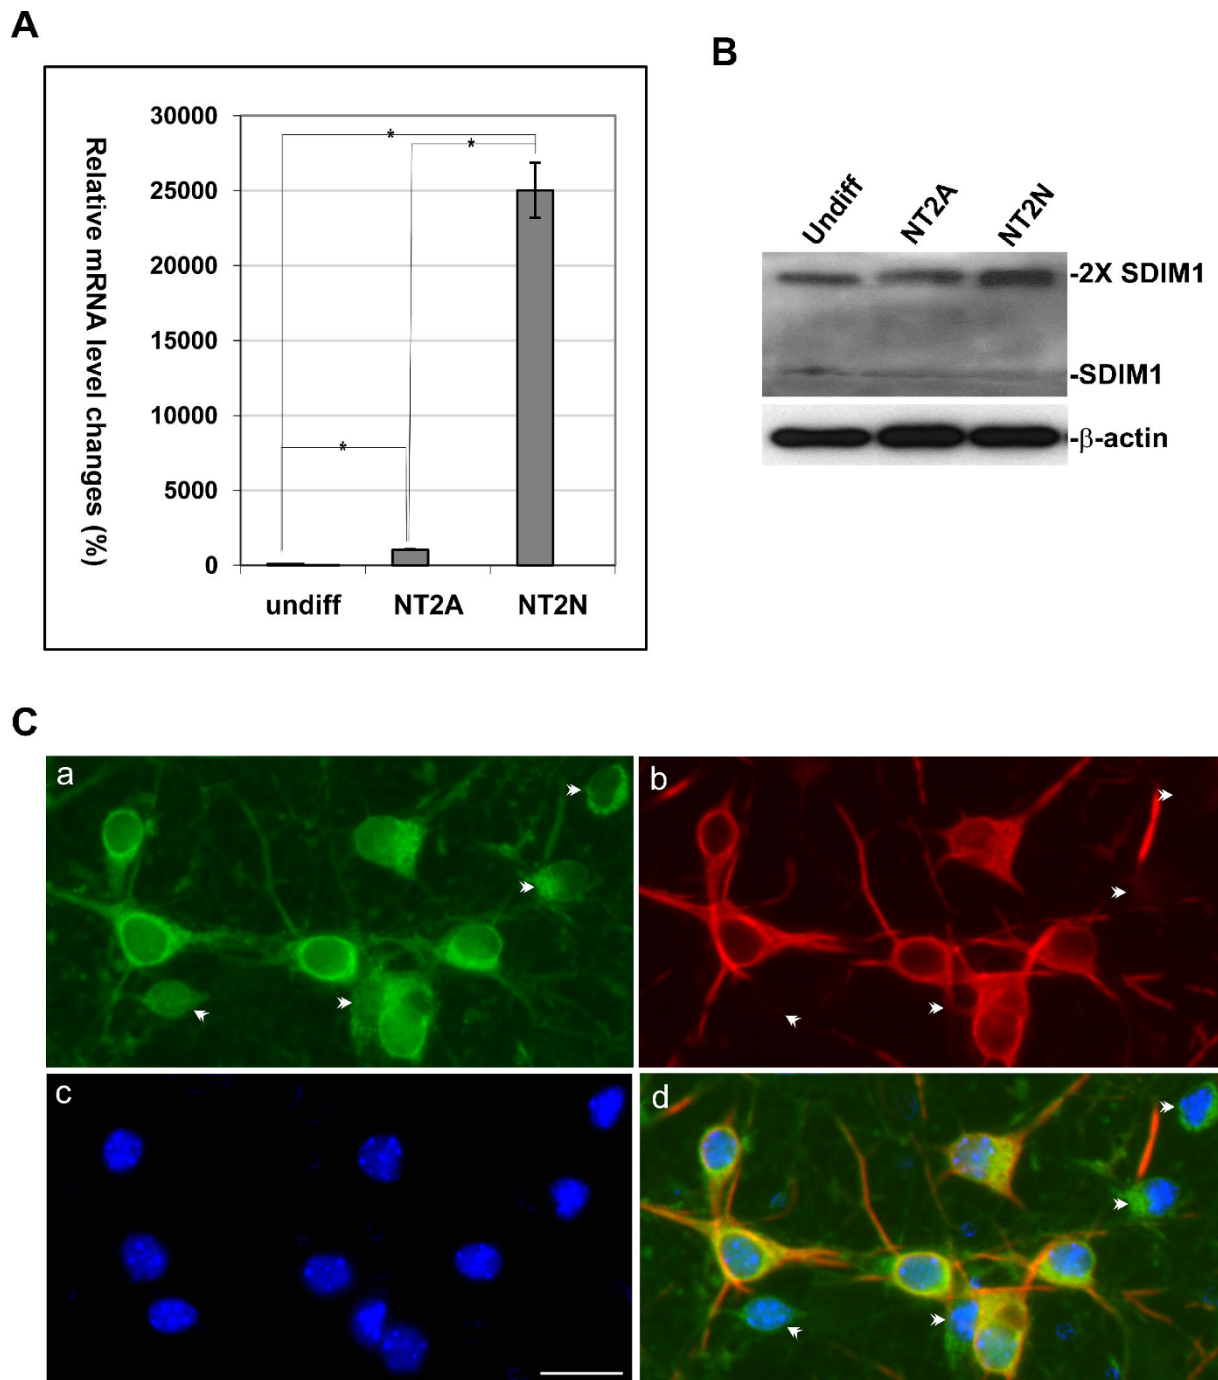 A
B
Relative mRNA level changes (%)
30000
25000
20000
15000
10000
5000
0
*
*
*
undiff NT2A NT2N
Undiff NT2A NT2N
-2X SDIM1
-SDIM1
-β-actin
C
a
b
c
d